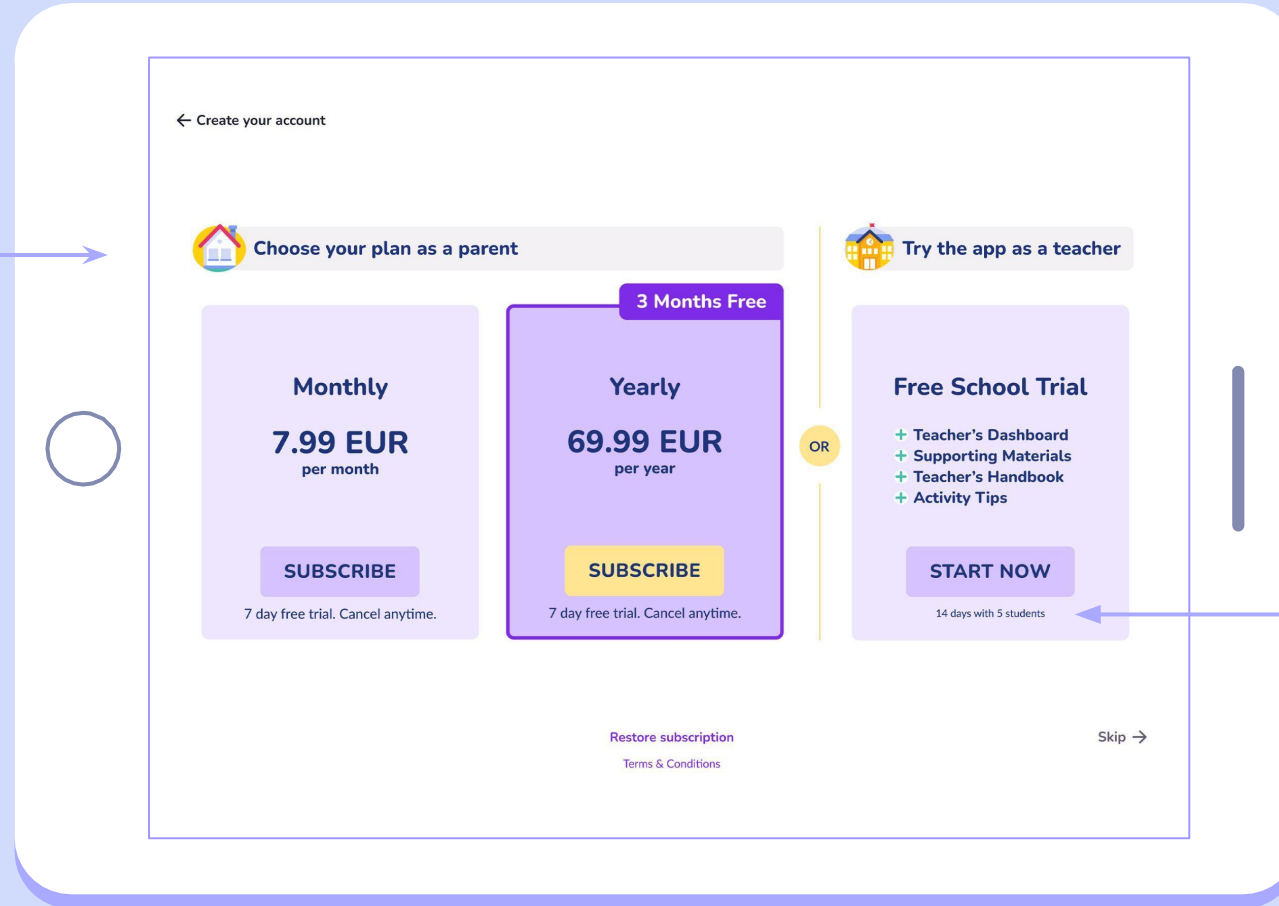 ← Create your account
Choose your plan as a parent
Monthly
7.99 EUR
per month
SUBSCRIBE
7 day free trial. Cancel anytime.
3 Months Free
Yearly
69.99 EUR
per year
SUBSCRIBE
7 day free trial. Cancel anytime.
OR
Try the app as a teacher
Free School Trial
+ Teacher’s Dashboard
+ Supporting Materials
+ Teacher’s Handbook
+ Activity Tips
START NOW
14 days with 5 students
Restore subscription
Terms & Conditions
Skip →